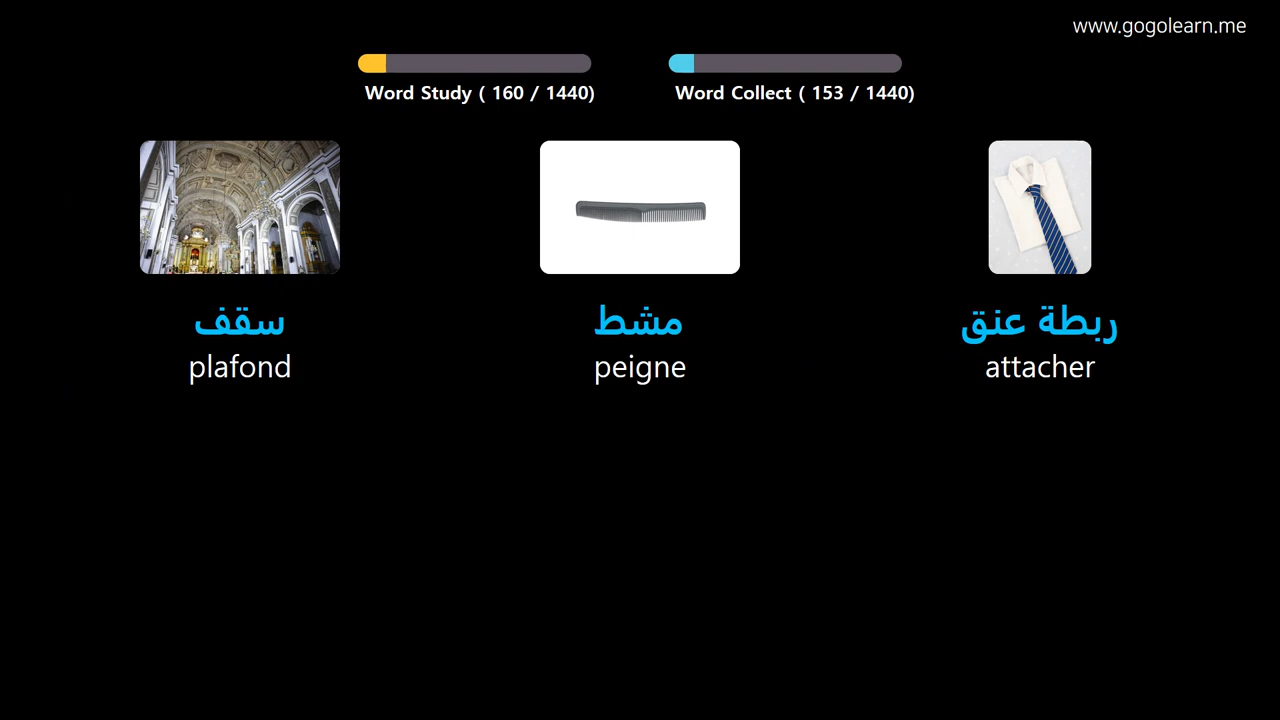 www.gogolearn.me
Word Study ( 160 / 1440)
Word Collect ( 153 / 1440)
سقف
plafond
مشط
peigne
ربطة عنق
attacher